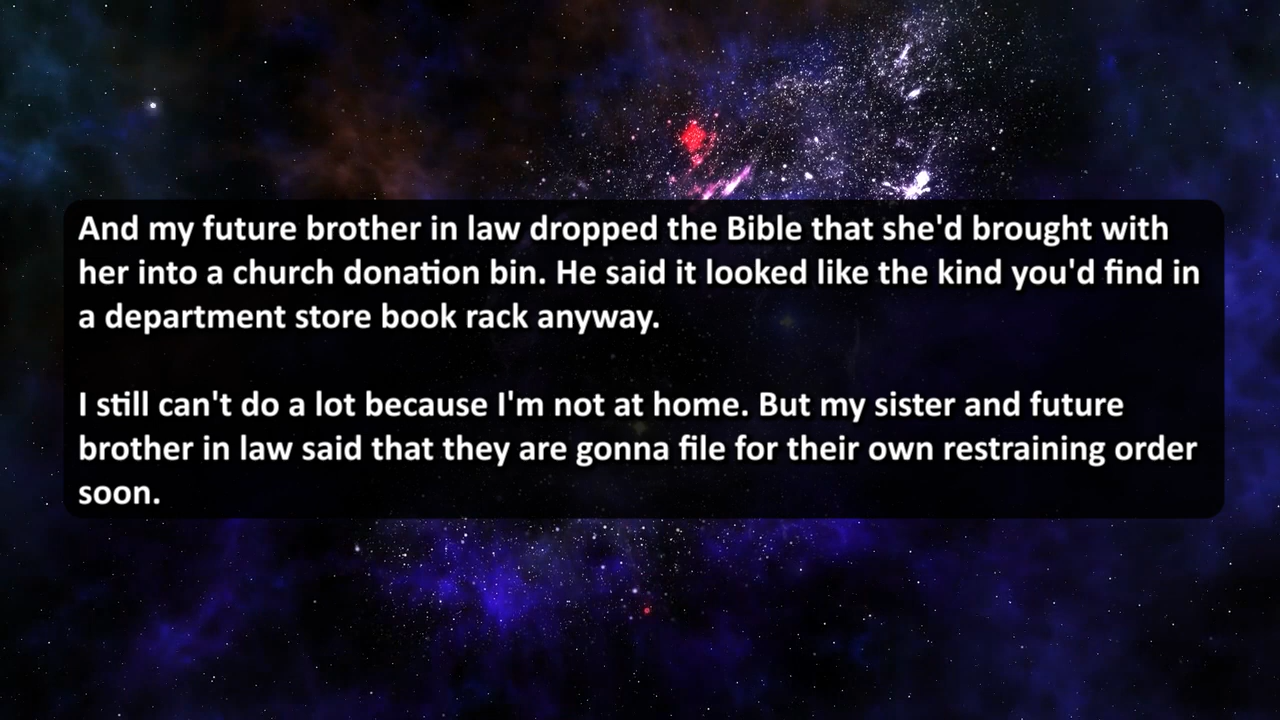 And my future brother in law dropped the Bible that she'd brought with
her into a church donation bin. He said it looked like the kind you'd find in
a department store book rack anyway.
I still can't do a lot because I'm not at home. But my sister and future
brother in law said that they are gonna file for their own restraining order
soon.